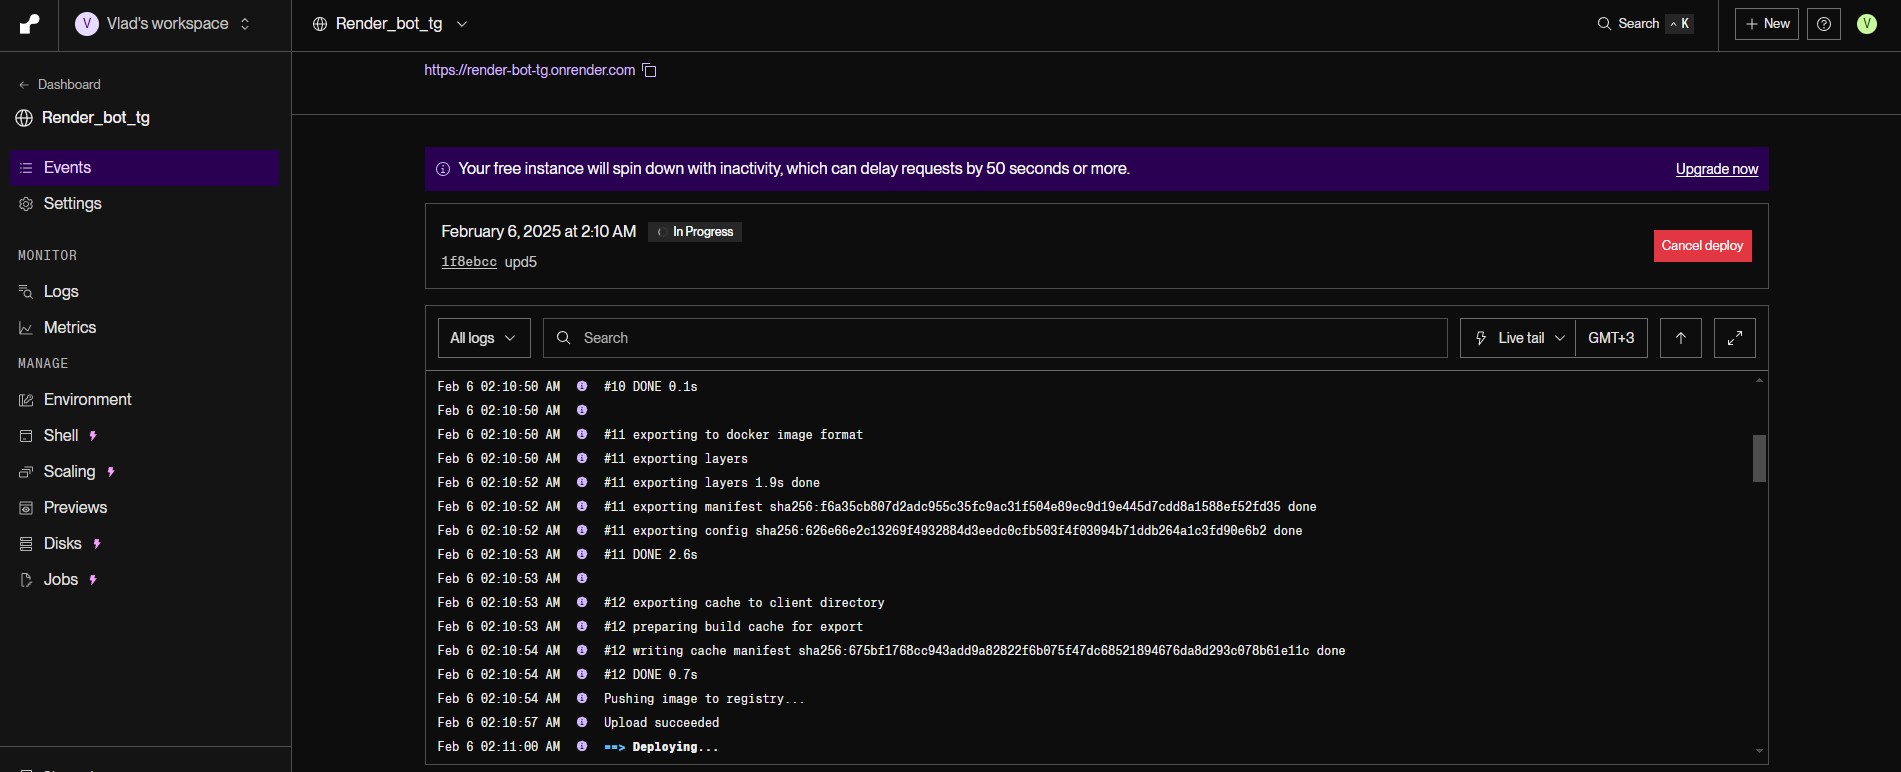 V Vlad's workspace
Render_bot_tg
Search ^ K
+ New
V
← Dashboard
Render_bot_tg
Events
Settings
MONITOR
Logs
Metrics
MANAGE
Environment
Shell
Scaling
Previews
Disks
Jobs
https://render-bot-tg.onrender.com
Your free instance will spin down with inactivity, which can delay requests by 50 seconds or more.
Upgrade now
February 6, 2025 at 2:10 AM In Progress
1f8ebcc upd5
Cancel deploy
All logs
Search
Live tail
GMT+3
Feb 6 02:10:50 AM #10 DONE 0.1s
Feb 6 02:10:50 AM
Feb 6 02:10:50 AM #11 exporting to docker image format
Feb 6 02:10:50 AM #11 exporting layers
Feb 6 02:10:52 AM #11 exporting layers 1.9s done
Feb 6 02:10:52 AM #11 exporting manifest sha256:f6a35cb807d2adc955c35fc9ac31f504e89ec9d19e445d7cdd8a1588ef52fd35 done
Feb 6 02:10:52 AM #11 exporting config sha256:626e66e2c13269f4932884d3eedc0cfb503f4f03094b71ddb264a1c3fd90e6b2 done
Feb 6 02:10:53 AM #11 DONE 2.6s
Feb 6 02:10:53 AM
Feb 6 02:10:53 AM #12 exporting cache to client directory
Feb 6 02:10:53 AM #12 preparing build cache for export
Feb 6 02:10:54 AM #12 writing cache manifest sha256:675bf1768cc943add9a82822f6b075f47dc68521894676da8d293c078b61e11c done
Feb 6 02:10:54 AM #12 DONE 0.7s
Feb 6 02:10:54 AM Pushing image to registry...
Feb 6 02:10:57 AM Upload succeeded
Feb 6 02:11:00 AM ==> Deploying...